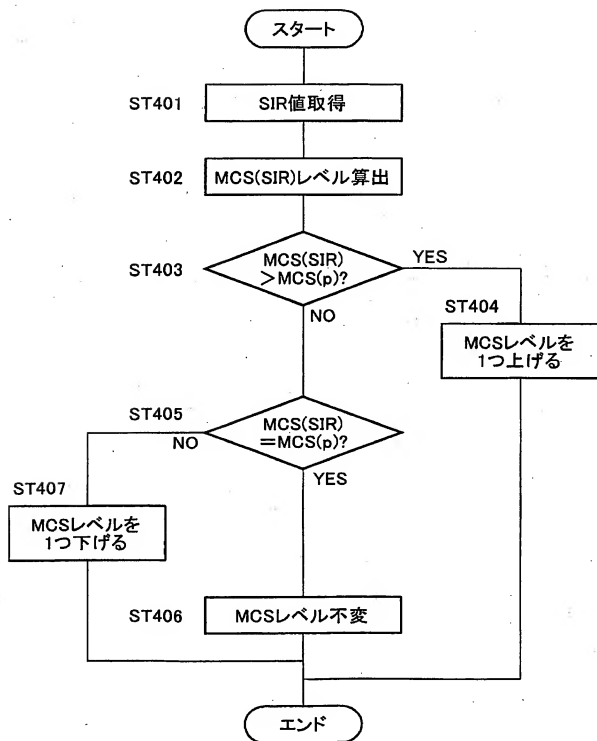 スタート
ST401
SIR値取得
ST402
MCS(SIR)レベル算出
ST403
MCS(SIR)
>MCS(p)?
YES
NO
ST404
MCSレベルを
1つ上げる
ST405
MCS(SIR)
=MCS(p)?
NO
YES
ST407
MCSレベルを
1つ下げる
ST406
MCSレベル不変
エンド